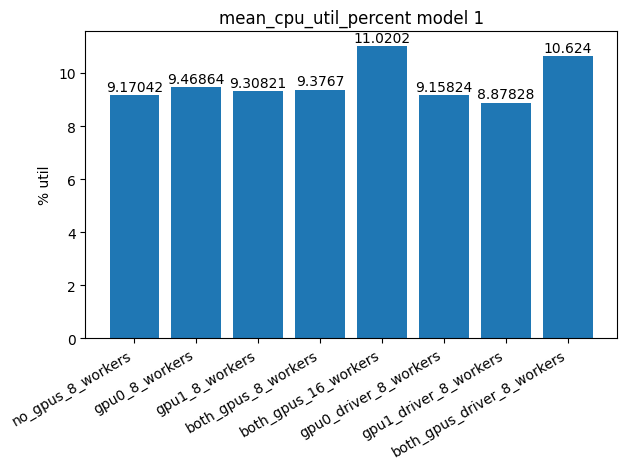 mean_cpu_util_percent model 1
% util
10
8
6
4
2
0
9.17042
9.46864
9.30821
9.3767
11.0202
9.15824
8.87828
10.624
no_gpus_8_workers
gpu0_8_workers
gpu1_8_workers
both_gpus_8_workers
both_gpus_16_workers
gpu0_driver_8_workers
gpu1_driver_8_workers
both_gpus_driver_8_workers